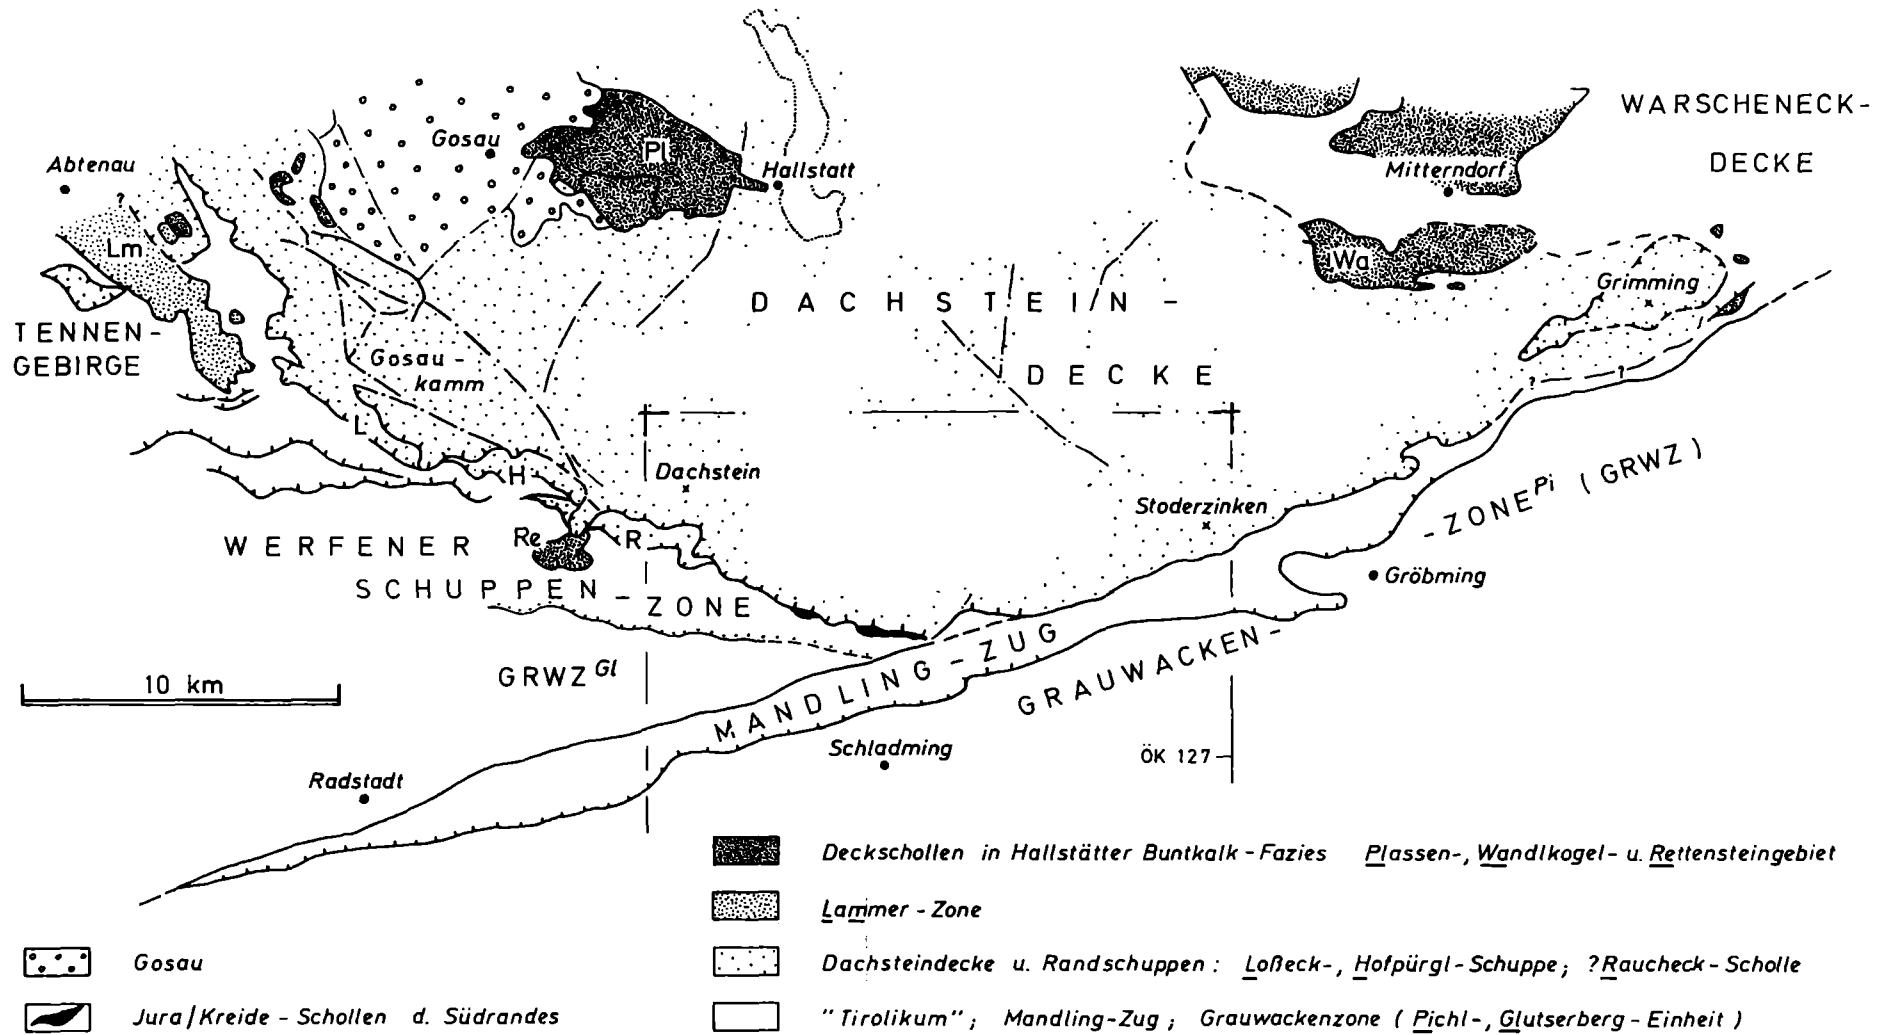 WARSCHENECK-
DECKE
Gosau
Abtenau
Pl
Hallstatt
Mitterndorf
Lm
Wa
Grimming
TENNEN-
GEBIRGE
DACHSTEIN-
DECKE
Gosau-
kamm
L
H
Dachstein
Stoderzinken
-ZONE Pi (GRWZ)
Re
R
WERFENER
SCHUPPEN-ZONE
Gröbming
? ? ?
GRWZ Gl
MANDLING-ZUG
GRAUWACKEN-
10 km
Schladming
ÖK 127
Radstadt
Deckschollen in Hallstätter Buntkalk-Fazies Plassen-, Wandlkogel- u. Rettensteingebiet
Lammer-Zone
Gosau
Dachsteindecke u. Randschuppen: Loßeck-, Hofpürgl-Schuppe; ?Raucheck-Scholle
Jura/Kreide-Schollen d. Südrandes
"Tirolikum"; Mandling-Zug; Grauwackenzone (Pichl-, Glutserberg-Einheit)